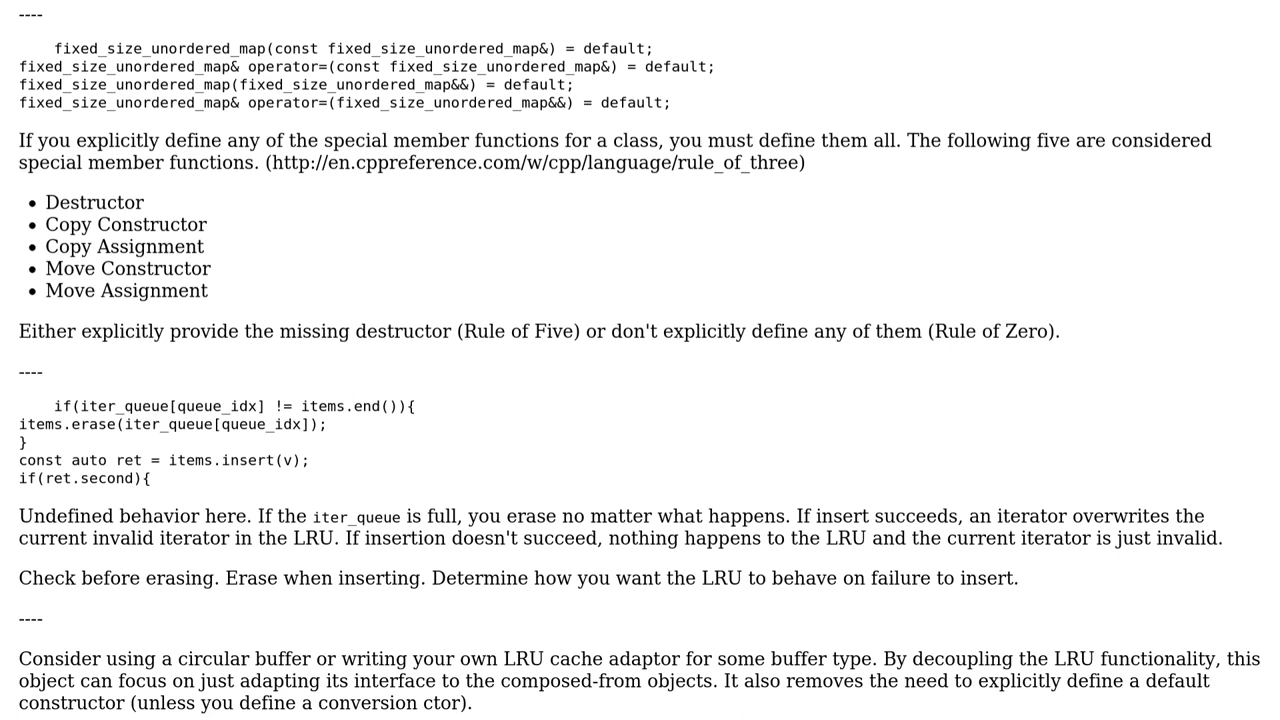 ----
fixed_size_unordered_map(const fixed_size_unordered_map&) = default;
fixed_size_unordered_map& operator=(const fixed_size_unordered_map&) = default;
fixed_size_unordered_map(fixed_size_unordered_map&&) = default;
fixed_size_unordered_map& operator=(fixed_size_unordered_map&&) = default;
If you explicitly define any of the special member functions for a class, you must define them all. The following five are considered
special member functions. (http://en.cppreference.com/w/cpp/language/rule_of_three)
• Destructor
• Copy Constructor
• Copy Assignment
• Move Constructor
• Move Assignment
Either explicitly provide the missing destructor (Rule of Five) or don't explicitly define any of them (Rule of Zero).
----
if(iter_queue[queue_idx] != items.end()){
items.erase(iter_queue[queue_idx]);
}
const auto ret = items.insert(v);
if(ret.second){
Undefined behavior here. If the iter_queue is full, you erase no matter what happens. If insert succeeds, an iterator overwrites the
current invalid iterator in the LRU. If insertion doesn't succeed, nothing happens to the LRU and the current iterator is just invalid.
Check before erasing. Erase when inserting. Determine how you want the LRU to behave on failure to insert.
----
Consider using a circular buffer or writing your own LRU cache adaptor for some buffer type. By decoupling the LRU functionality, this
object can focus on just adapting its interface to the composed-from objects. It also removes the need to explicitly define a default
constructor (unless you define a conversion ctor).